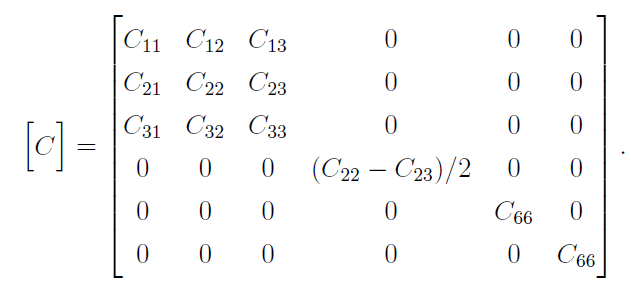 C11 C12 C13 0 0 0
C21 C22 C23 0 0 0
[C] = C31 C32 C33 0 0 0 .
0 0 0 (C22 − C23)/2 0 0
0 0 0 0 C66 0
0 0 0 0 0 C66